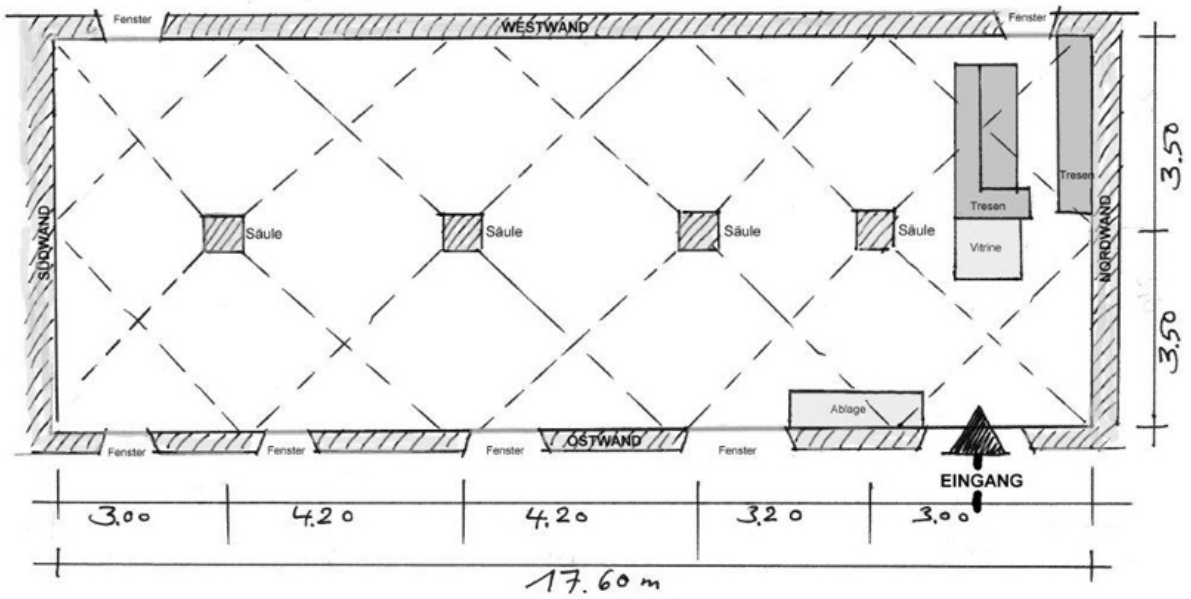 Fenster
WESTWAND
Fenster
SÜDWAND
Säule
Säule
Säule
Säule
Tresen
Tresen
Vitrine
NORDWAND
3.50
3.50
Ablage
Fenster
Fenster
Fenster
OSTWAND
Fenster
EINGANG
3.00
4.20
4.20
3.20
3.00
17.60 m